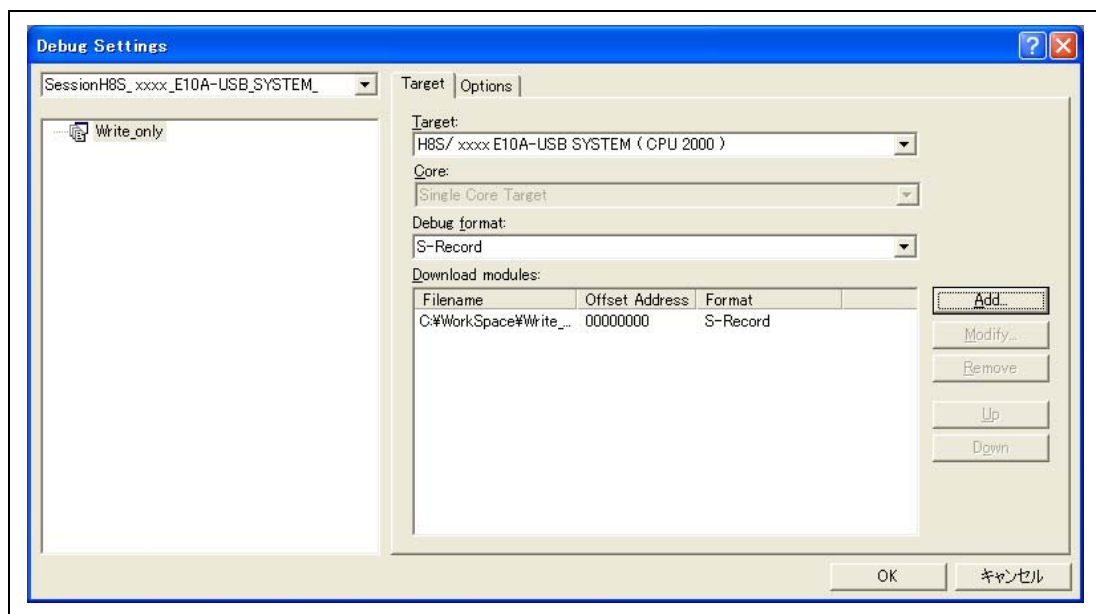 Debug Settings
SessionH8S_xxxx_E10A-USB_SYSTEM_
Write_only
Target Options
Target:
H8S/ xxxx E10A-USB SYSTEM ( CPU 2000 )
Core:
Single Core Target
Debug format:
S-Record
Download modules:
Filename Offset Address Format
C:¥WorkSpace¥Write_... 00000000 S-Record
Add...
Modify...
Remove
Up
Down
OK キャンセル